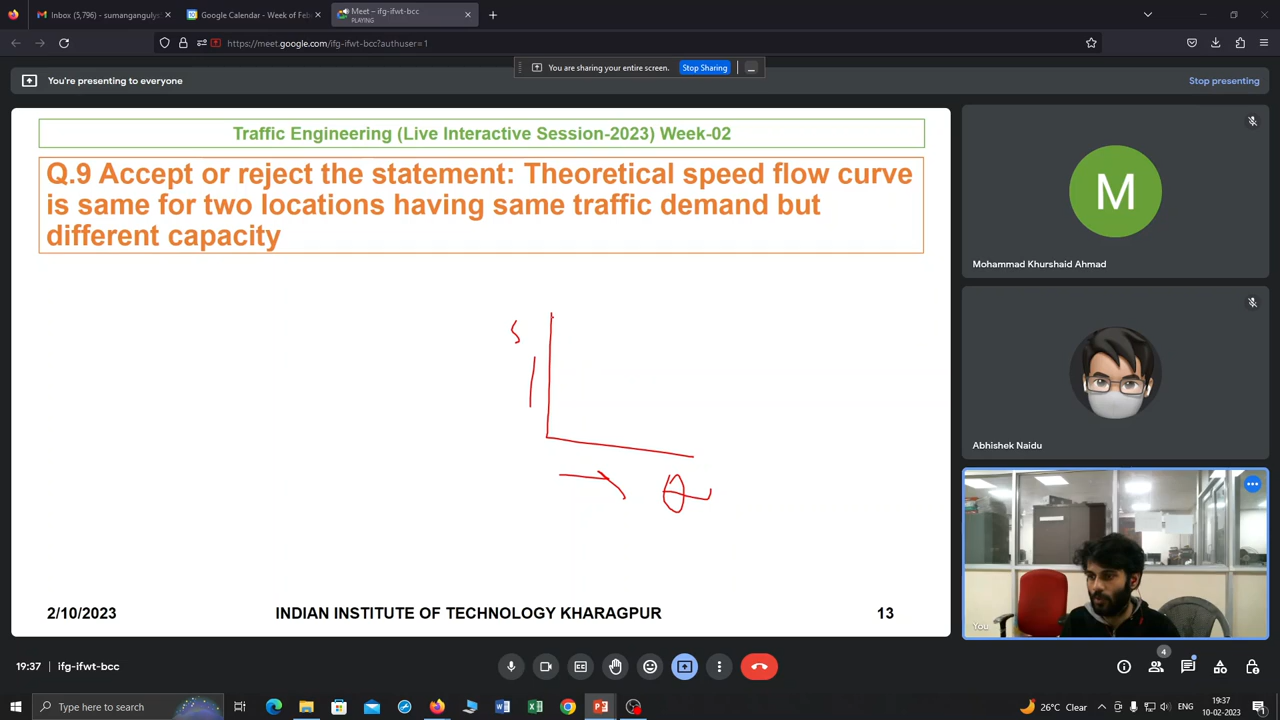 Inbox (5,796) - sumangangulys
Google Calendar - Week of Fel
Meet – ifg-ifwt-bcc
PLAYING
https://meet.google.com/ifg-ifwt-bcc?authuser=1
You are sharing your entire screen.
Stop Sharing
You're presenting to everyone
Stop presenting
Traffic Engineering (Live Interactive Session-2023) Week-02
Q.9 Accept or reject the statement: Theoretical speed flow curve
is same for two locations having same traffic demand but
different capacity
S
Q
2/10/2023
INDIAN INSTITUTE OF TECHNOLOGY KHARAGPUR
13
M
Mohammad Khurshaid Ahmad
Abhishek Naidu
You
19:37
ifg-ifwt-bcc
4
Type here to search
26°C Clear
19:37
10-02-2023